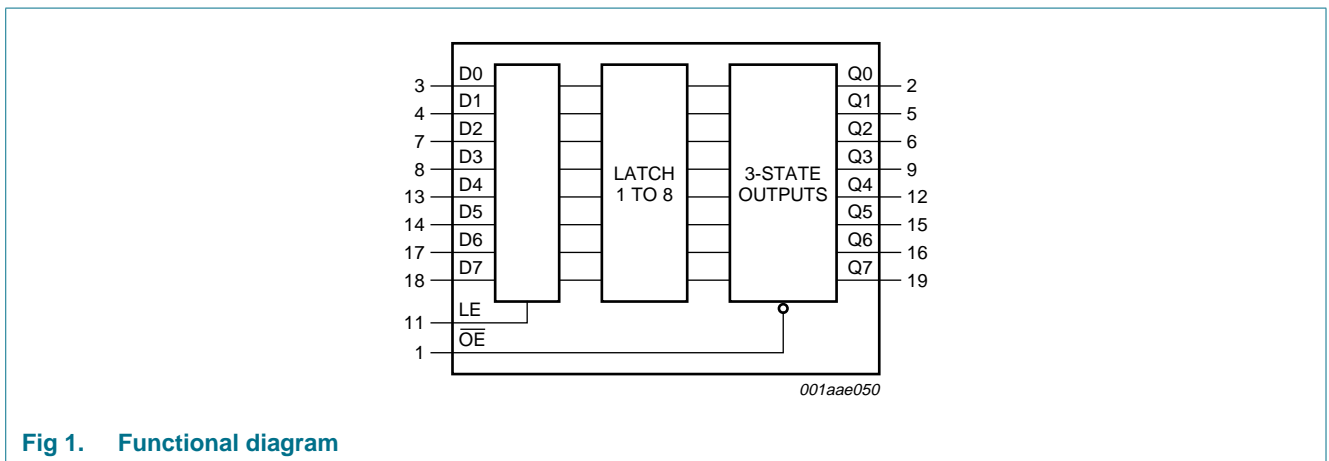 D0 Q0
3 2
D1 Q1
4 5
D2 Q2
7 6
D3 Q3
8 9
LATCH 3-STATE
D4 1 TO 8 OUTPUTS Q4
13 12
D5 Q5
14 15
D6 Q6
17 16
D7 Q7
18 19
LE
11
O̅E̅
1
001aae050
Fig 1. Functional diagram